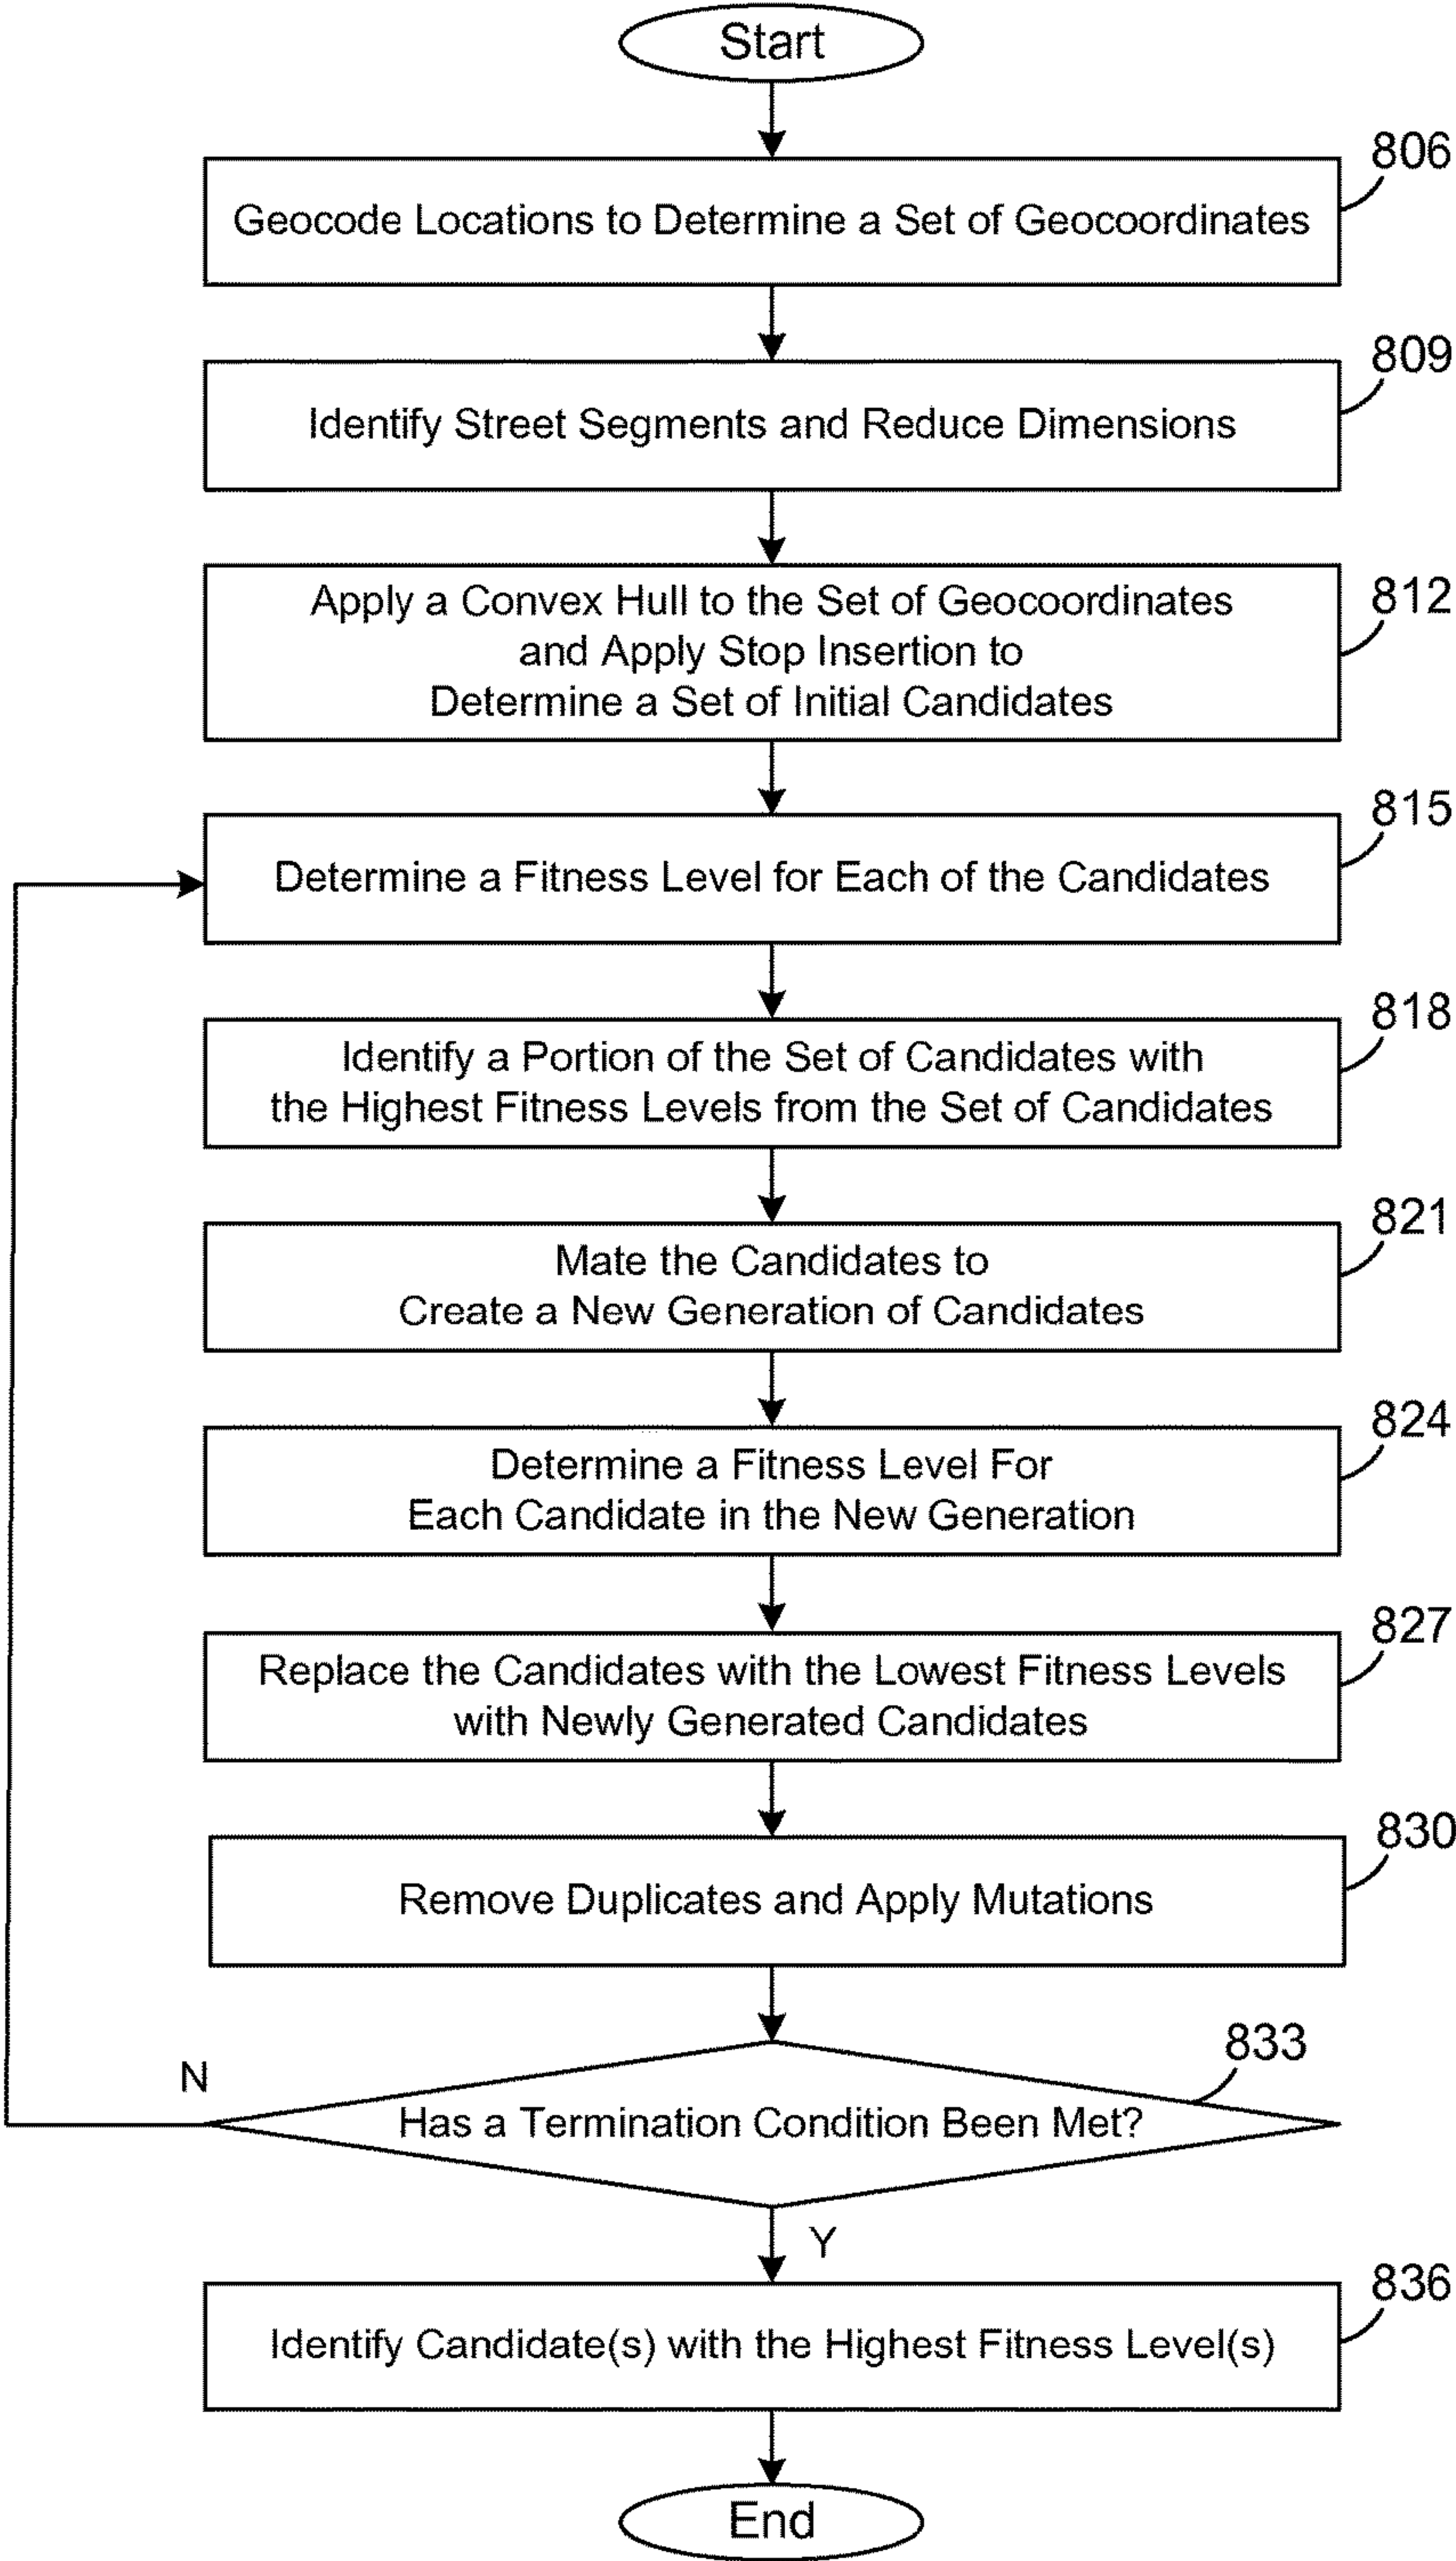 Start
806
Geocode Locations to Determine a Set of Geocoordinates
809
Identify Street Segments and Reduce Dimensions
812
Apply a Convex Hull to the Set of Geocoordinates
and Apply Stop Insertion to
Determine a Set of Initial Candidates
815
Determine a Fitness Level for Each of the Candidates
818
Identify a Portion of the Set of Candidates with
the Highest Fitness Levels from the Set of Candidates
821
Mate the Candidates to
Create a New Generation of Candidates
824
Determine a Fitness Level For
Each Candidate in the New Generation
827
Replace the Candidates with the Lowest Fitness Levels
with Newly Generated Candidates
830
Remove Duplicates and Apply Mutations
833
N
Has a Termination Condition Been Met?
Y
836
Identify Candidate(s) with the Highest Fitness Level(s)
End